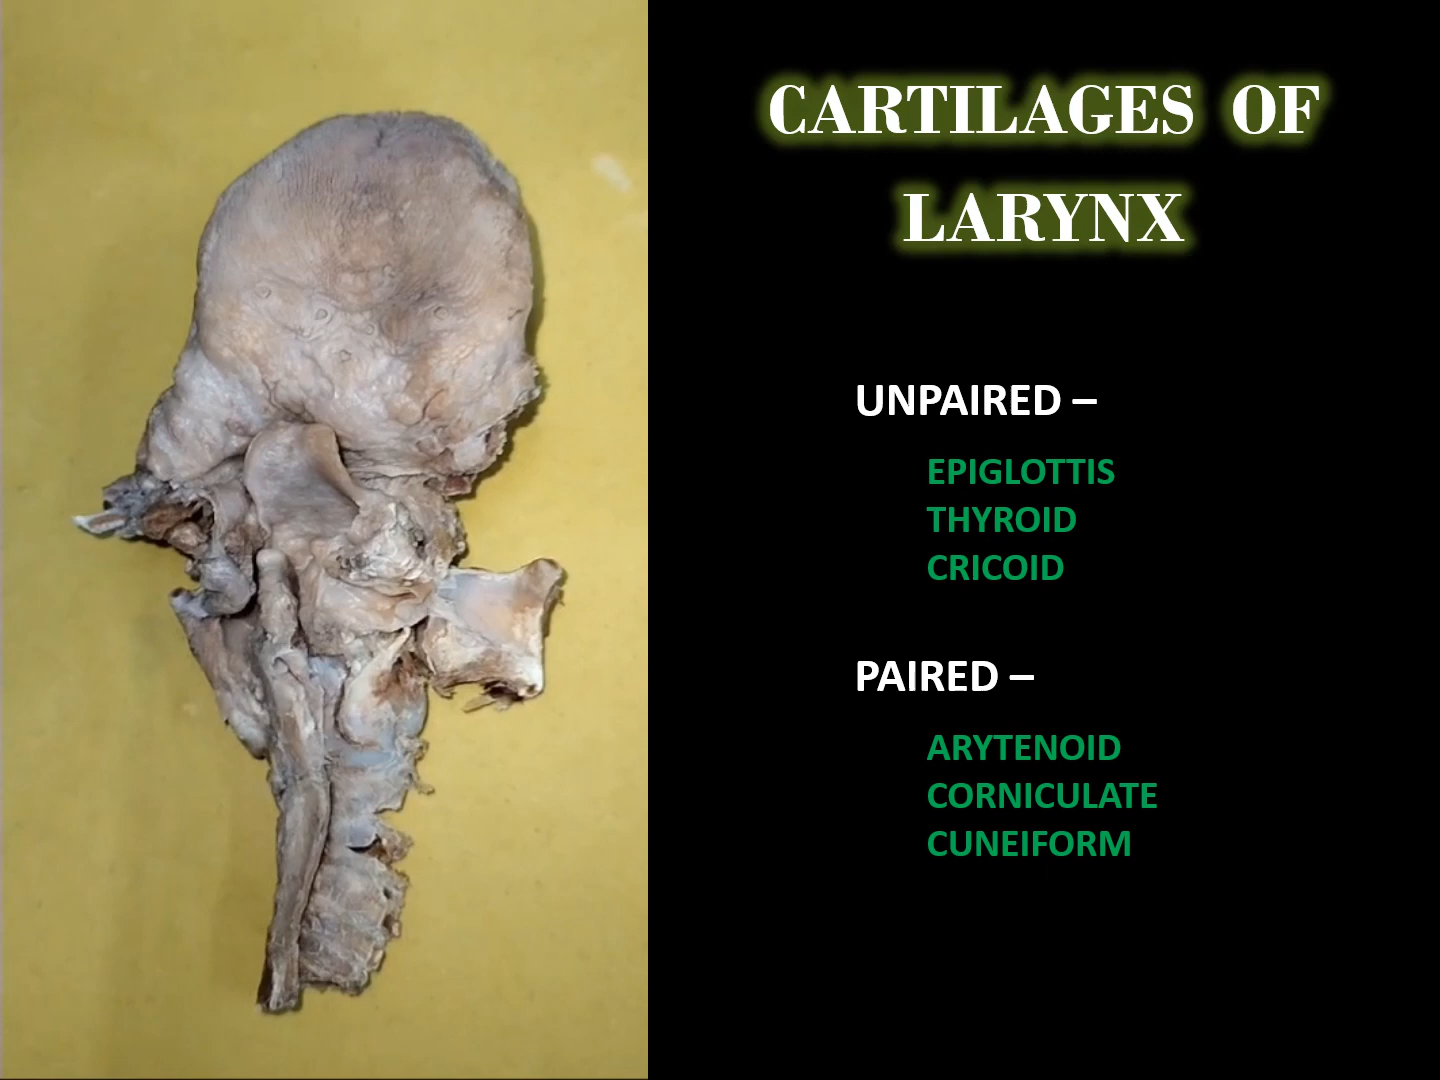 CARTILAGES OF
LARYNX
UNPAIRED –
EPIGLOTTIS
THYROID
CRICOID
PAIRED –
ARYTENOID
CORNICULATE
CUNEIFORM